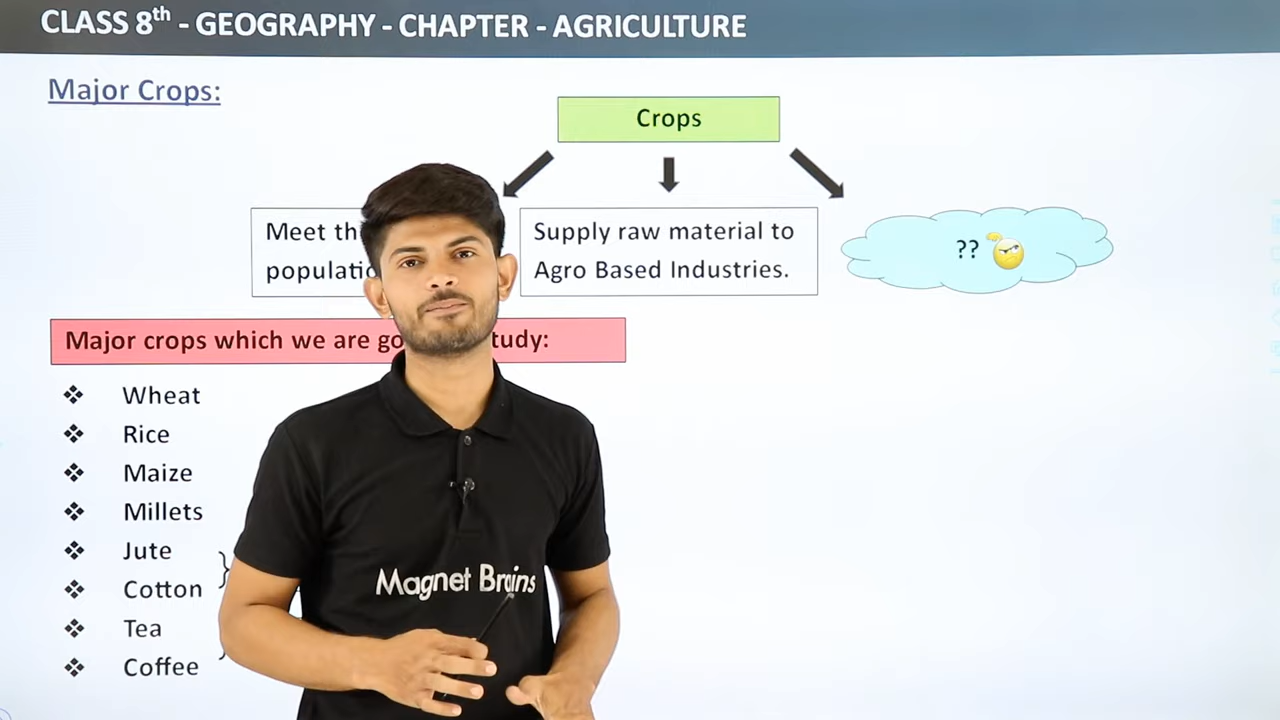 CLASS 8th - GEOGRAPHY - CHAPTER - AGRICULTURE
Major Crops:
Crops
Meet th
populatio
Supply raw material to
Agro Based Industries.
??
Major crops which we are go tudy:
Wheat
Rice
Maize
Millets
Jute
Cotton
Tea
Coffee
Magnet Brains